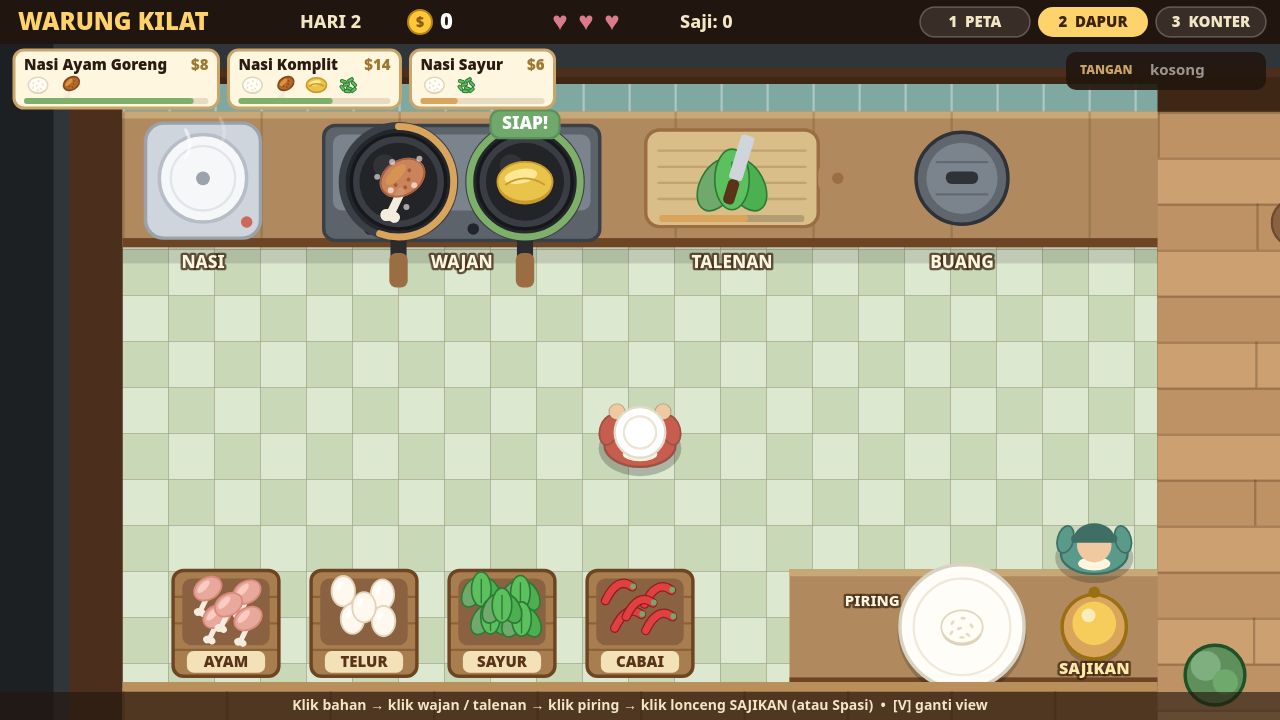 WARUNG KILAT
HARI 2
$ 0
♥ ♥ ♥
Saji: 0
1 PETA
2 DAPUR
3 KONTER
Nasi Ayam Goreng $8
Nasi Komplit $14
Nasi Sayur $6
TANGAN kosong
SIAP!
NASI
WAJAN
TALENAN
BUANG
PIRING
AYAM
TELUR
SAYUR
CABAI
SAJIKAN
Klik bahan → klik wajan / talenan → klik piring → klik lonceng SAJIKAN (atau Spasi) • [V] ganti view